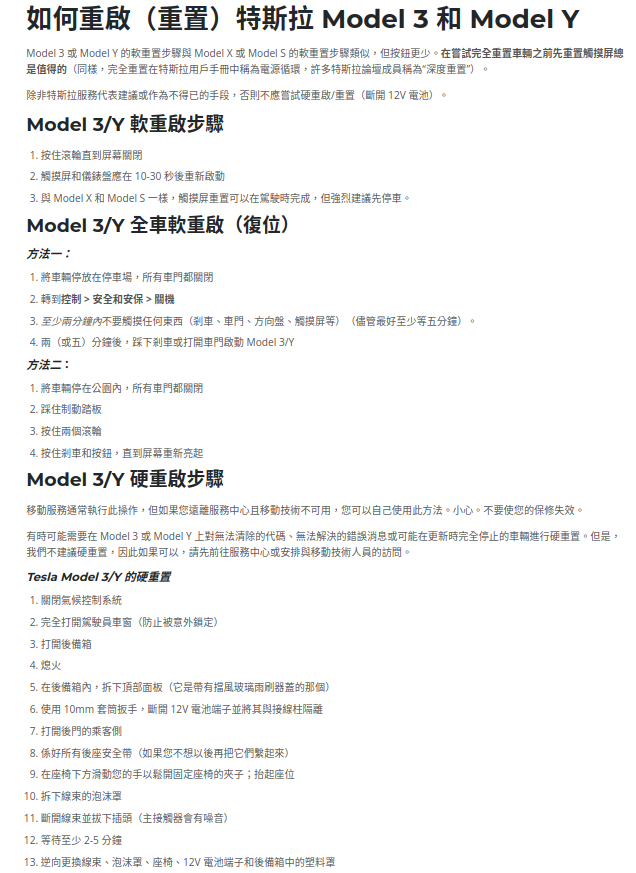 如何重啟（重置）特斯拉 Model 3 和 Model Y
Model 3 或 Model Y 的軟重置步驟與 Model X 或 Model S 的軟重置步驟類似，但按鈕更少。在嘗試完全重置車輛之前先重置觸摸屏總
是值得的（同樣，完全重置在特斯拉用戶手冊中稱為電源循環，許多特斯拉論壇成員稱為“深度重置”）。
除非特斯拉服務代表建議或作為不得已的手段，否則不應嘗試硬重啟/重置（斷開 12V 電池）。
Model 3/Y 軟重啟步驟
1. 按住滾輪直到屏幕關閉
2. 觸摸屏和儀錶盤應在 10-30 秒後重新啟動
3. 與 Model X 和 Model S 一樣，觸摸屏重置可以在駕駛時完成，但強烈建議先停車。
Model 3/Y 全車軟重啟（復位）
方法一：
1. 將車輛停放在停車場，所有車門都關閉
2. 轉到控制 > 安全和安保 > 關機
3. 至少兩分鐘內不要觸摸任何東西（剎車、車門、方向盤、觸摸屏等）（儘管最好至少等五分鐘）。
4. 兩（或五）分鐘後，踩下剎車或打開車門啟動 Model 3/Y
方法二：
1. 將車輛停在公園內，所有車門都關閉
2. 踩住制動踏板
3. 按住兩個滾輪
4. 按住剎車和按鈕，直到屏幕重新亮起
Model 3/Y 硬重啟步驟
移動服務通常執行此操作，但如果您遠離服務中心且移動技術不可用，您可以自己使用此方法。小心。不要使您的保修失效。
有時可能需要在 Model 3 或 Model Y 上對無法清除的代碼、無法解決的錯誤消息或可能在更新時完全停止的車輛進行硬重置。但是，
我們不建議硬重置，因此如果可以，請先前往服務中心或安排與移動技術人員的訪問。
Tesla Model 3/Y 的硬重置
1. 關閉氣候控制系統
2. 完全打開駕駛員車窗（防止被意外鎖定）
3. 打開後備箱
4. 熄火
5. 在後備箱內，拆下頂部面板（它是帶有擋風玻璃雨刷器蓋的那個）
6. 使用 10mm 套筒扳手，斷開 12V 電池端子並將其與接線柱隔離
7. 打開後門的乘客側
8. 係好所有後座安全帶（如果您不想以後再把它們繫起來）
9. 在座椅下方滑動您的手以鬆開固定座椅的夾子；抬起座位
10. 拆下線束的泡沫罩
11. 斷開線束並拔下插頭（主接觸器會有噪音）
12. 等待至少 2-5 分鐘
13. 逆向更換線束、泡沫罩、座椅、12V 電池端子和後備箱中的塑料罩